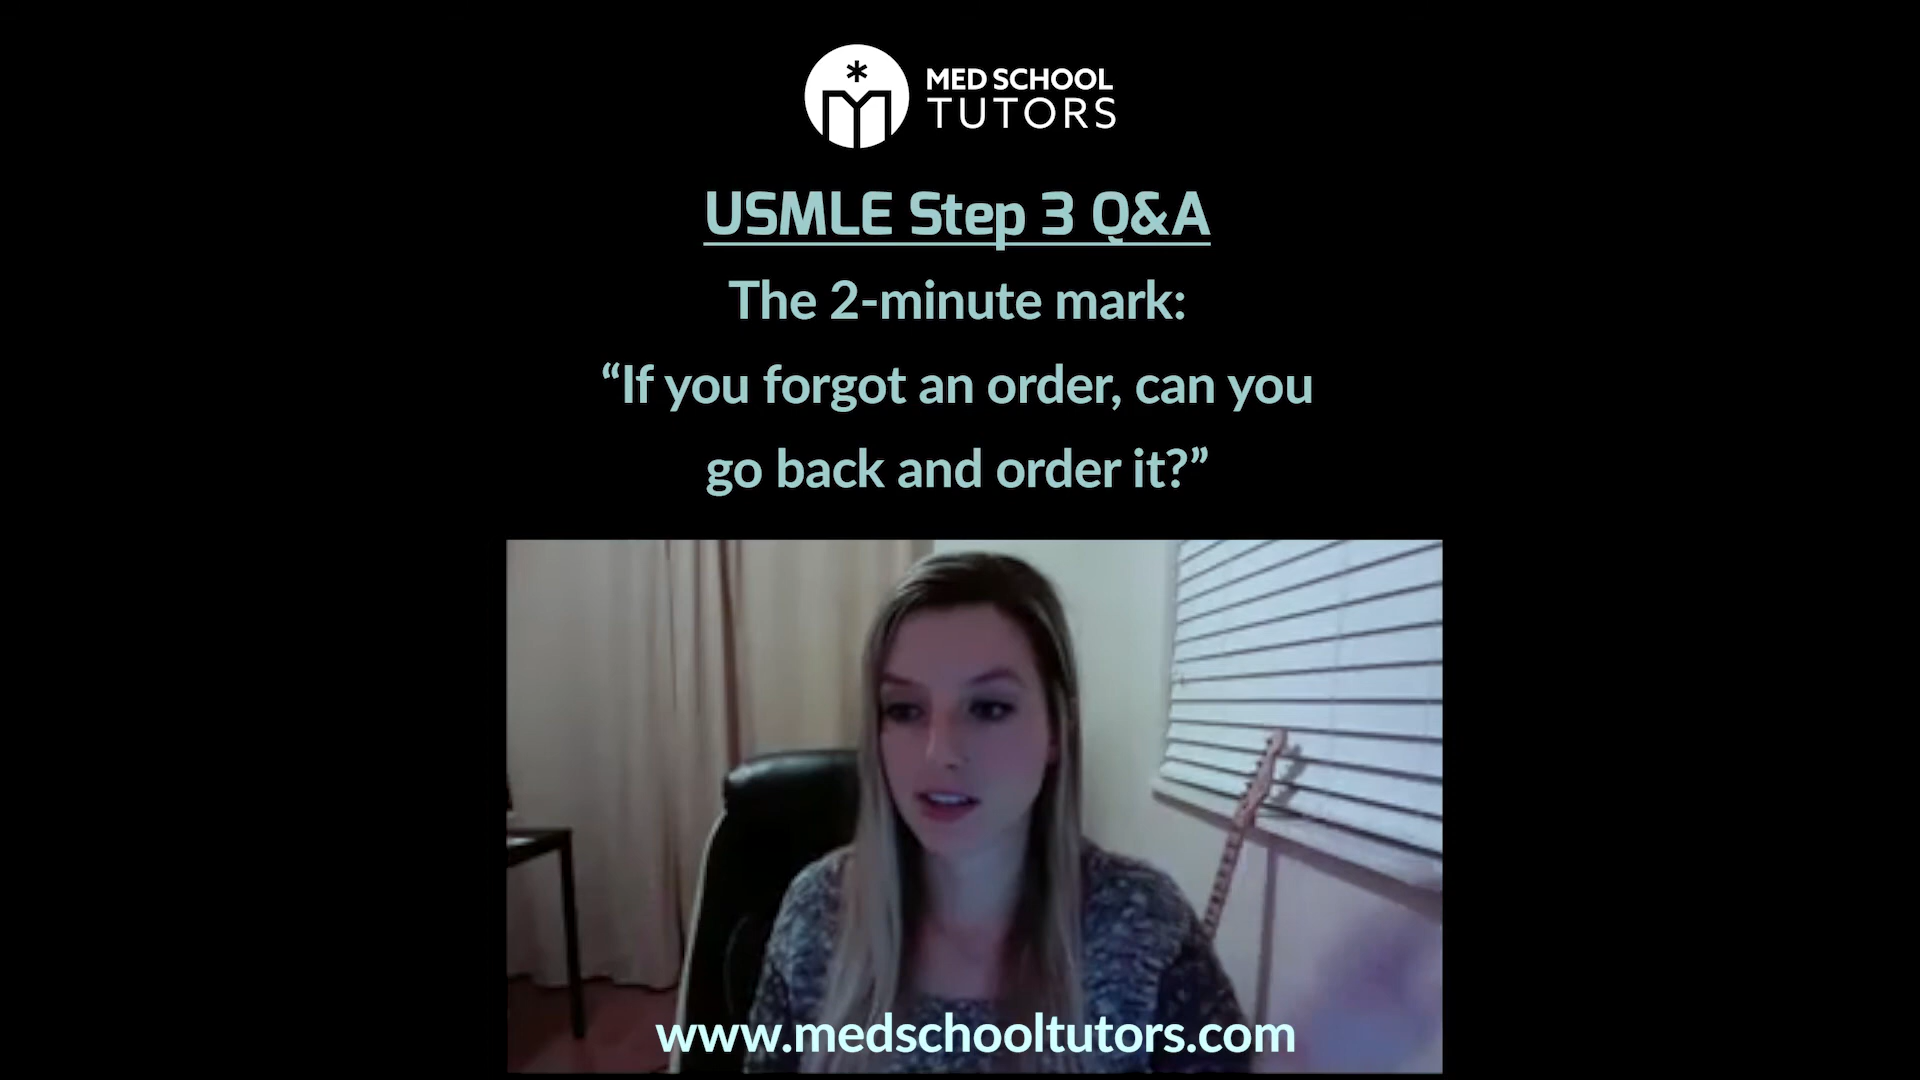 MED SCHOOL
TUTORS
USMLE Step 3 Q&A
The 2-minute mark:
“If you forgot an order, can you
go back and order it?”
www.medschooltutors.com